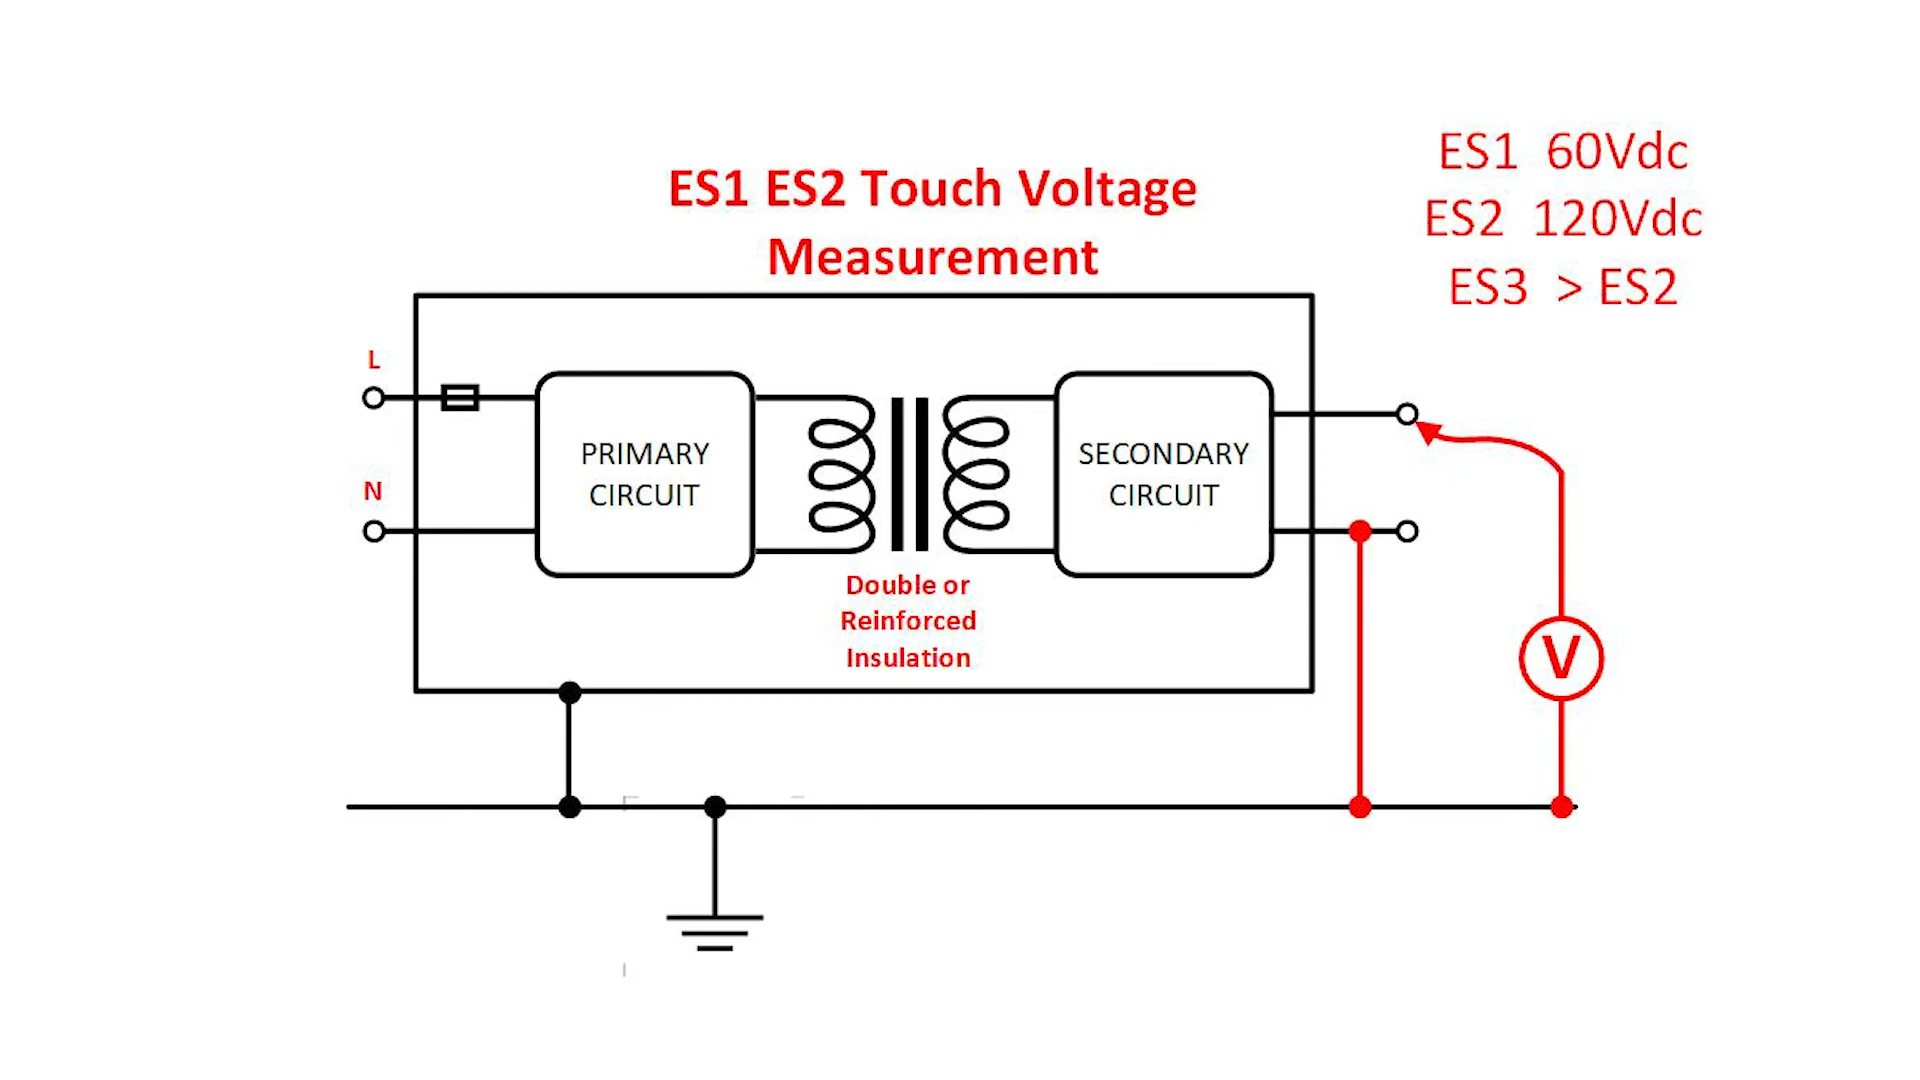 ES1 60Vdc
ES2 120Vdc
ES3 > ES2
ES1 ES2 Touch Voltage
Measurement
L
N
PRIMARY
CIRCUIT
SECONDARY
CIRCUIT
Double or
Reinforced
Insulation
V